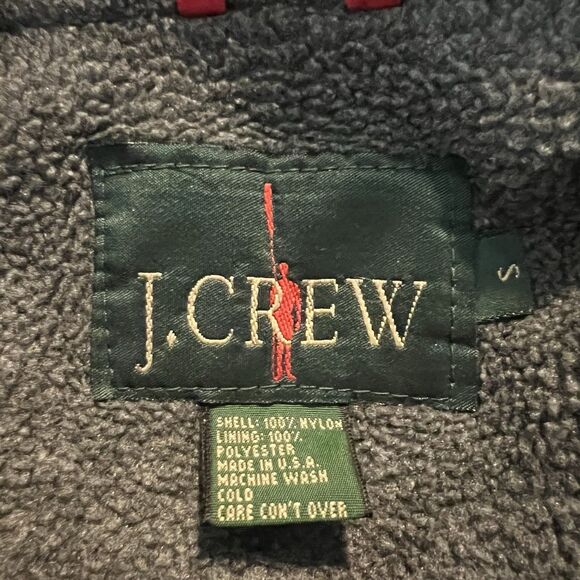 J.CREW
S
SHELL: 100% NYLON
LINING: 100%
POLYESTER
MADE IN U.S.A.
MACHINE WASH
COLD
CARE CON'T OVER